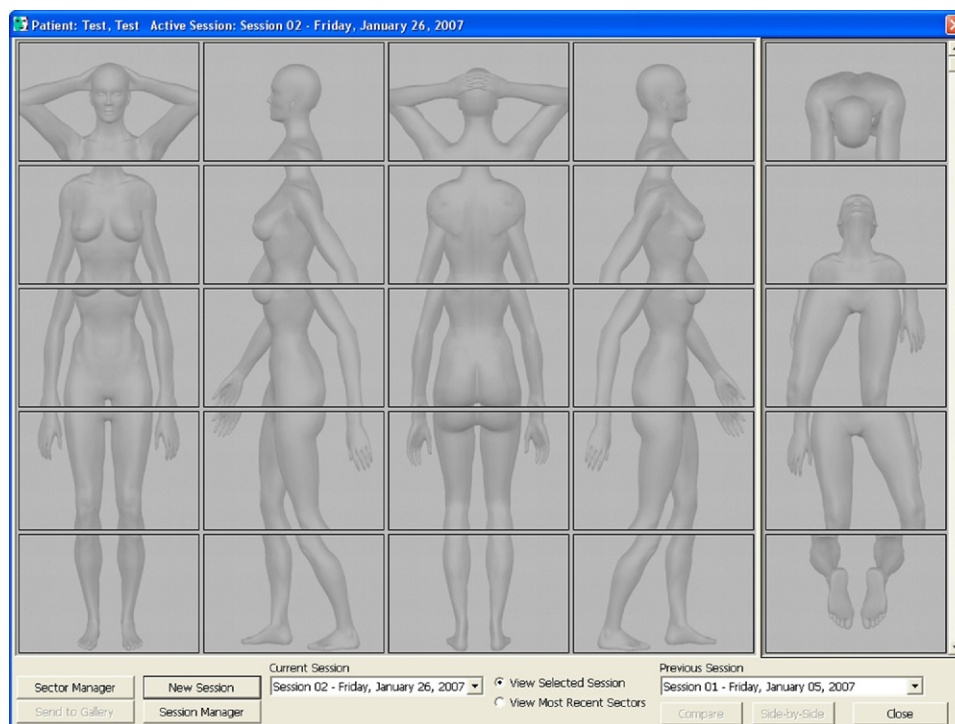 Patient: Test, Test Active Session: Session 02 - Friday, January 26, 2007
Current Session
Previous Session
Sector Manager
New Session
Session 02 - Friday, January 26, 2007
View Selected Session
Session 01 - Friday, January 05, 2007
Send to Gallery
Session Manager
View Most Recent Sectors
Compare
Side-by-Side
Close